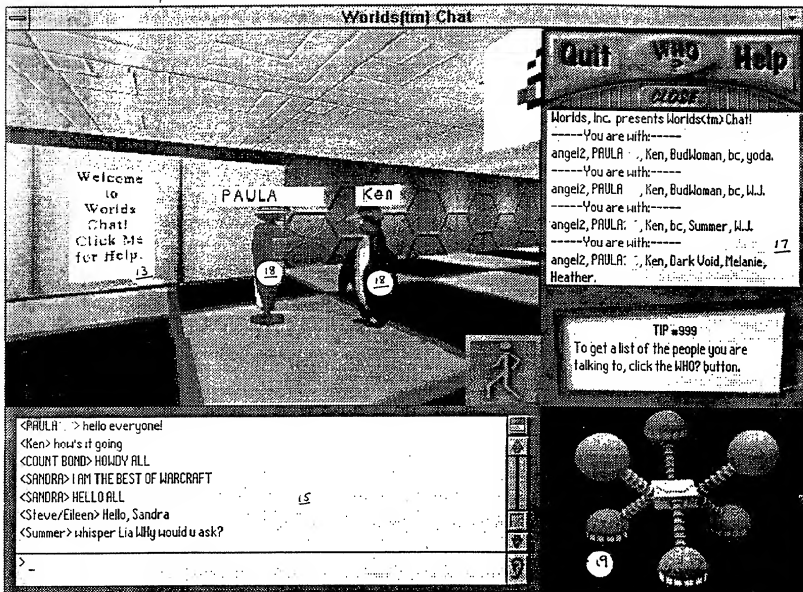 Worlds(tm) Chat
Quit WHO ? Help
CLOSE
Worlds, Inc. presents Worlds(tm) Chat!
-----You are with:-----
angel2, PAULA , Ken, BudWoman, bc, yoda.
-----You are with:-----
angel2, PAULA , Ken, BudWoman, bc, W.J.
-----You are with:-----
angel2, PAULA , Ken, bc, Summer, W.J.
-----You are with:-----
17
angel2, PAULA , Ken, Dark Void, Melanie,
Heather.
Welcome
to
Worlds
Chat!
Click Me
for Help.
13
PAULA
Ken
18
18
TIP #999
To get a list of the people you are
talking to, click the WHO? button.
<PAULA > hello everyone!
<Ken> how's it going
<COUNT BOND> HOWDY ALL
<SANDRA> I AM THE BEST OF WARCRAFT
<SANDRA> HELLO ALL
15
<Steve/Eileen> Hello, Sandra
<Summer> whisper Lia WHy would u ask?
>_
?
19